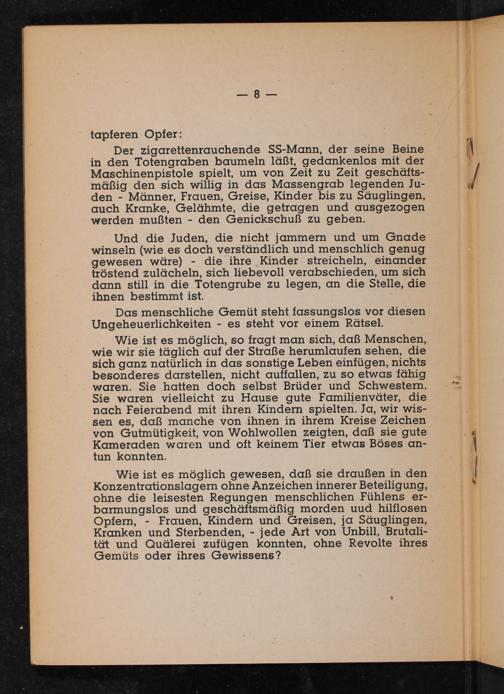 — 8 —
tapferen Opfer:
Der zigarettenrauchende SS-Mann, der seine Beine
in den Totengraben baumeln läßt, gedankenlos mit der
Maschinenpistole spielt, um von Zeit zu Zeit geschäfts-
mäßig den sich willig in das Massengrab legenden Ju-
den - Männer, Frauen, Greise, Kinder bis zu Säuglingen,
auch Kranke, Gelähmte, die getragen und ausgezogen
werden mußten - den Genickschuß zu geben.
Und die Juden, die nicht jammern und um Gnade
winseln (wie es doch verständlich und menschlich genug
gewesen wäre) - die ihre Kinder streicheln, einander
tröstend zulächeln, sich liebevoll verabschieden, um sich
dann still in die Totengrube zu legen, an die Stelle, die
ihnen bestimmt ist.
Das menschliche Gemüt steht fassungslos vor diesen
Ungeheuerlichkeiten - es steht vor einem Rätsel.
Wie ist es möglich, so fragt man sich, daß Menschen,
wie wir sie täglich auf der Straße herumlaufen sehen, die
sich ganz natürlich in das sonstige Leben einfügen, nichts
besonderes darstellen, nicht auffallen, zu so etwas fähig
waren. Sie hatten doch selbst Brüder und Schwestern.
Sie waren vielleicht zu Hause gute Familienväter, die
nach Feierabend mit ihren Kindern spielten. Ja, wir wis-
sen es, daß manche von ihnen in ihrem Kreise Zeichen
von Gutmütigkeit, von Wohlwollen zeigten, daß sie gute
Kameraden waren und oft keinem Tier etwas Böses an-
tun konnten.
Wie ist es möglich gewesen, daß sie draußen in den
Konzentrationslagern ohne Anzeichen innerer Beteiligung,
ohne die leisesten Regungen menschlichen Fühlens er-
barmungslos und geschäftsmäßig morden uud hilflosen
Opfern, - Frauen, Kindern und Greisen, ja Säuglingen,
Kranken und Sterbenden, - jede Art von Unbill, Brutali-
tät und Quälerei zufügen konnten, ohne Revolte ihres
Gemüts oder ihres Gewissens?